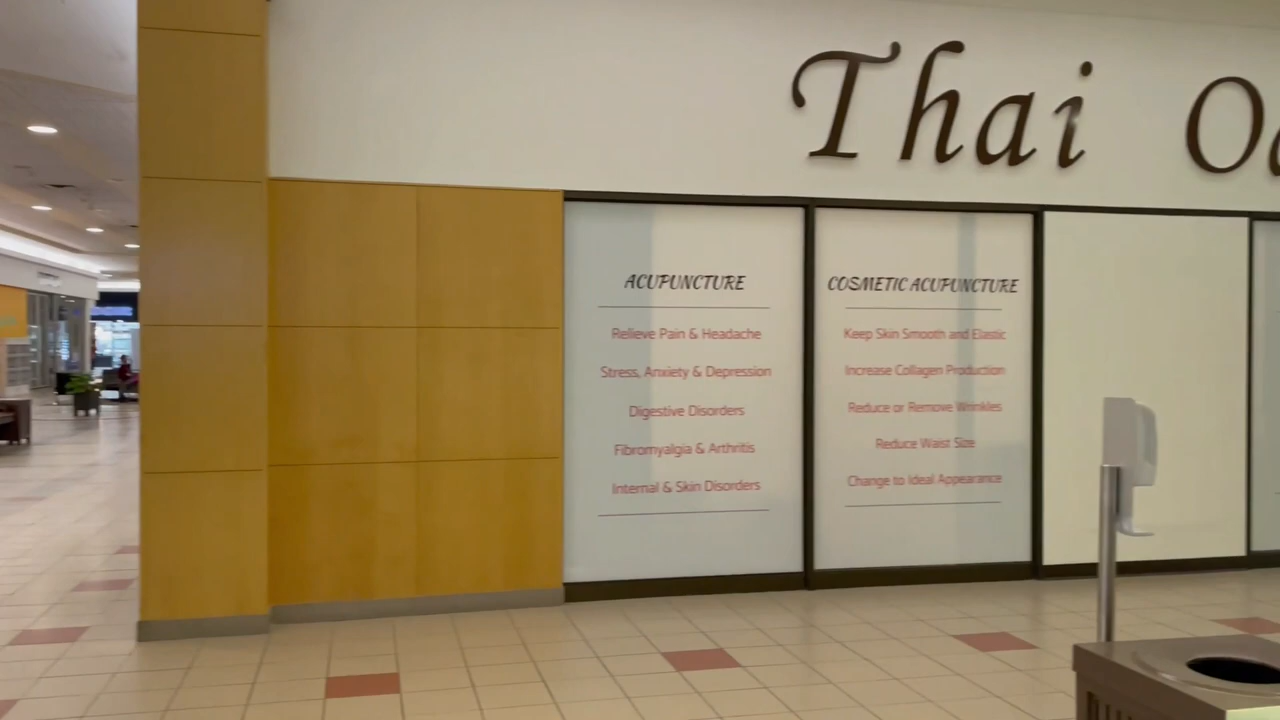 Thai
ACUPUNCTURE
Relieve Pain & Headache
Stress, Anxiety & Depression
Digestive Disorders
Fibromyalgia & Arthritis
Internal & Skin Disorders
COSMETIC ACUPUNCTURE
Keep Skin Smooth and Elastic
Increase Collagen Production
Reduce or Remove Wrinkles
Reduce Waist Size
Change to Ideal Appearance